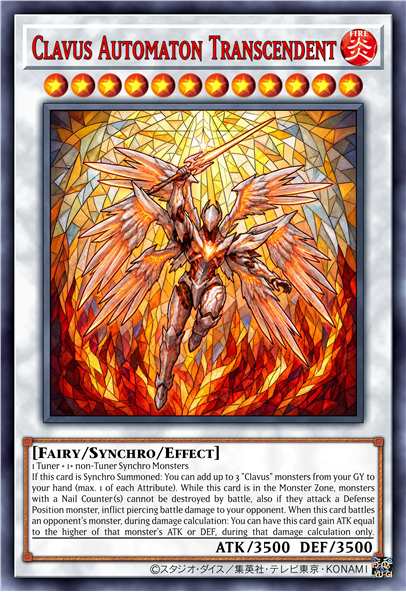 CLAVUS AUTOMATON TRANSCENDENT
FIRE
炎
[FAIRY/SYNCHRO/EFFECT]
1 Tuner + 1+ non-Tuner Synchro Monsters
If this card is Synchro Summoned: You can add up to 3 "Clavus" monsters from your GY to
your hand (max. 1 of each Attribute). While this card is in the Monster Zone, monsters
with a Nail Counter(s) cannot be destroyed by battle, also if they attack a Defense
Position monster, inflict piercing battle damage to your opponent. When this card battles
an opponent's monster, during damage calculation: You can have this card gain ATK equal
to the higher of that monster's ATK or DEF, during that damage calculation only.
ATK/3500 DEF/3500
©スタジオ・ダイス／集英社・テレビ東京・KONAMI